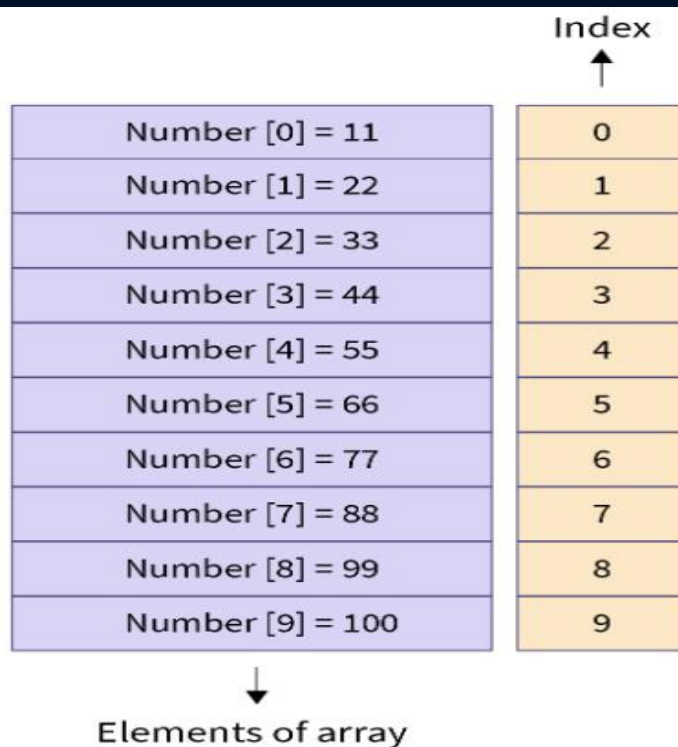 Index
Number [0] = 11 0
Number [1] = 22 1
Number [2] = 33 2
Number [3] = 44 3
Number [4] = 55 4
Number [5] = 66 5
Number [6] = 77 6
Number [7] = 88 7
Number [8] = 99 8
Number [9] = 100 9
Elements of array